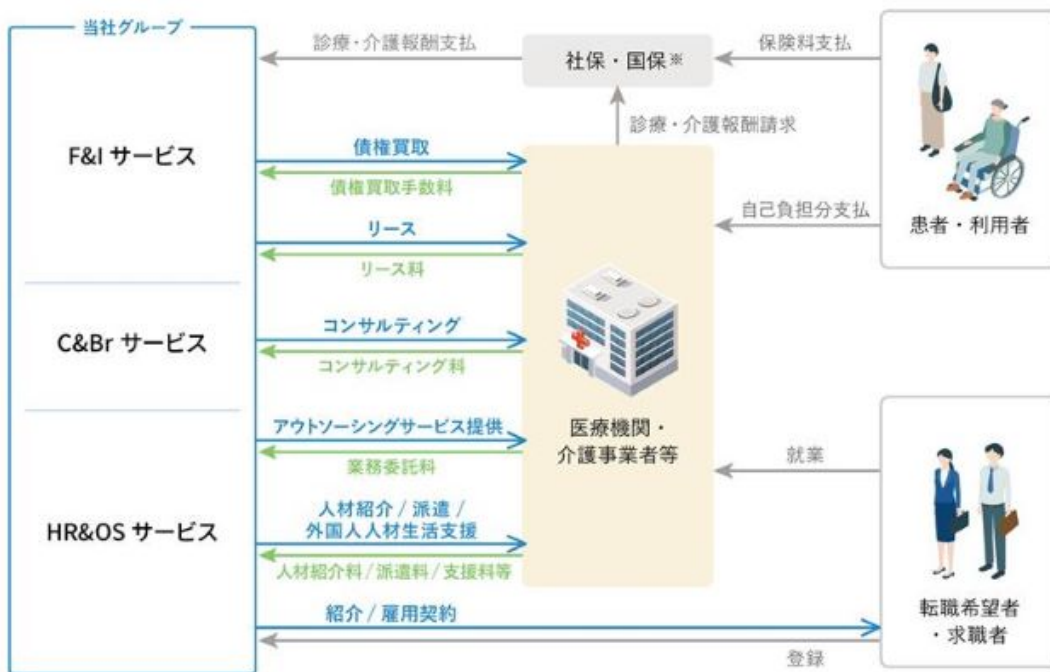 当社グループ
診療・介護報酬支払
社保・国保※
保険料支払
診療・介護報酬請求
F&I サービス
債権買取
債権買取手数料
自己負担分支払
患者・利用者
リース
リース料
C&Br サービス
コンサルティング
コンサルティング料
アウトソーシングサービス提供
業務委託料
医療機関・
介護事業者等
就業
HR&OS サービス
人材紹介 / 派遣 /
外国人人材生活支援
人材紹介料 / 派遣料 / 支援料等
紹介 / 雇用契約
登録
転職希望者
・求職者